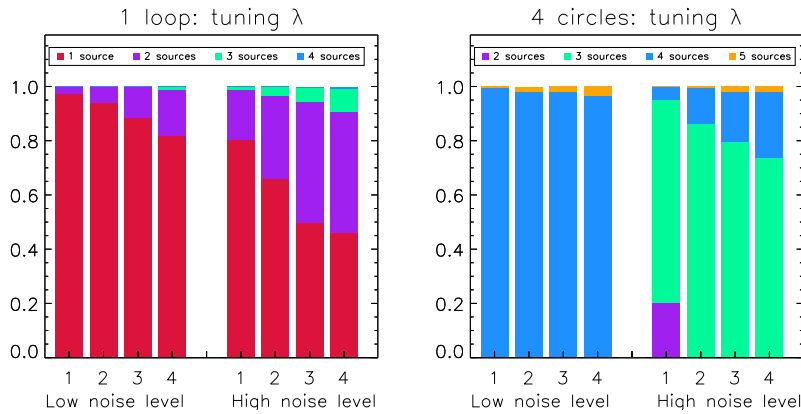 1 loop: tuning λ
1 source 2 sources 3 sources 4 sources
1.0
0.8
0.6
0.4
0.2
0.0
1 2 3 4 1 2 3 4
Low noise level High noise level
4 circles: tuning λ
2 sources 3 sources 4 sources 5 sources
1.0
0.8
0.6
0.4
0.2
0.0
1 2 3 4 1 2 3 4
Low noise level High noise level